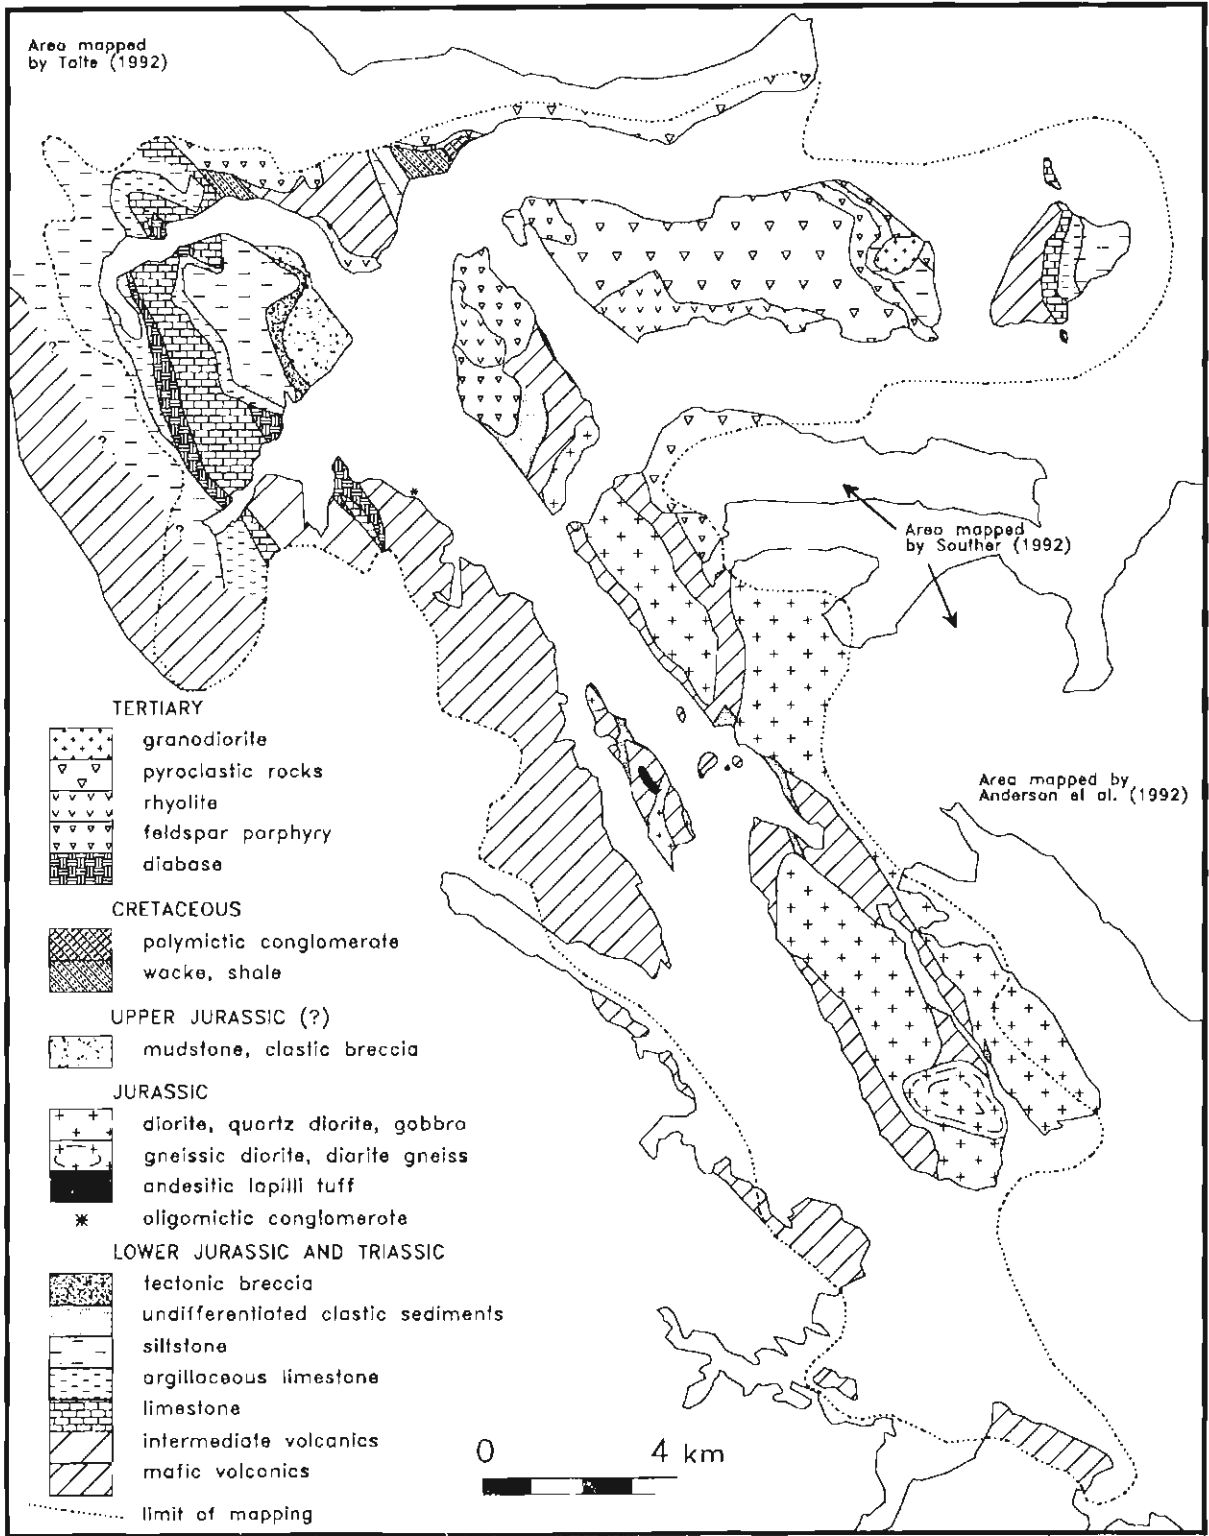 Area mapped
by Taite (1992)
?
?
?
Area mapped
by Souther (1992)
Area mapped by
Anderson et al. (1992)
TERTIARY
granodiorite
pyroclastic rocks
rhyolite
feldspar porphyry
diabase
CRETACEOUS
polymictic conglomerate
wacke, shale
UPPER JURASSIC (?)
mudstone, clastic breccia
JURASSIC
diorite, quartz diorite, gabbro
gneissic diorite, diorite gneiss
andesitic lapilli tuff
oligomictic conglomerate
LOWER JURASSIC AND TRIASSIC
tectonic breccia
undifferentiated clastic sediments
siltstone
argillaceous limestone
limestone
intermediate volcanics
mafic volcanics
limit of mapping
0 4 km